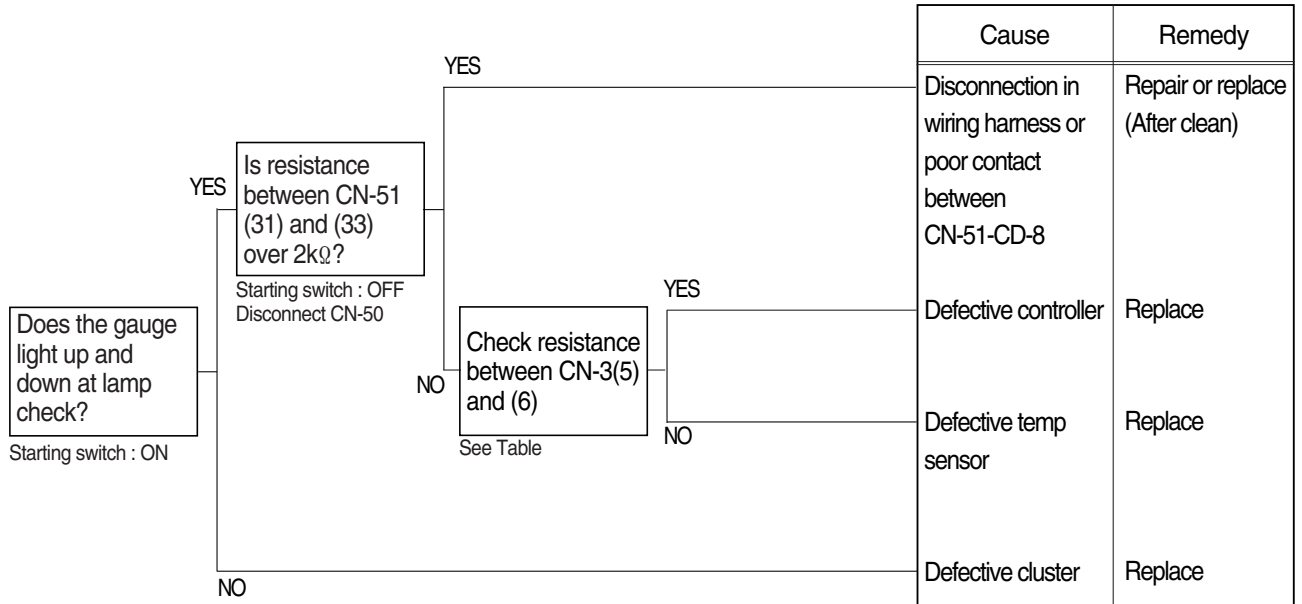 Cause
Remedy
YES
Disconnection in
wiring harness or
poor contact
between
CN-51-CD-8
Repair or replace
(After clean)
YES
Is resistance
between CN-51
(31) and (33)
over 2kΩ?
Starting switch : OFF
Disconnect CN-50
YES
Defective controller
Replace
Does the gauge
light up and
down at lamp
check?
Starting switch : ON
NO
Check resistance
between CN-3(5)
and (6)
See Table
NO
Defective temp
sensor
Replace
NO
Defective cluster
Replace